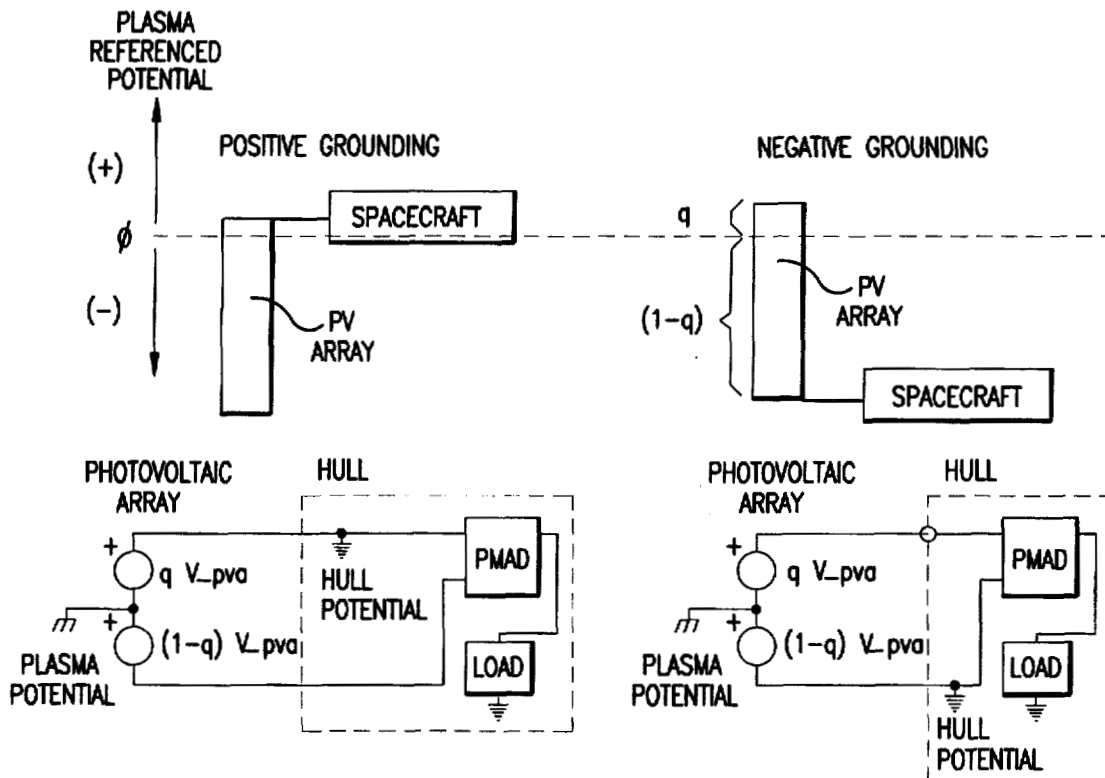 PLASMA
REFERENCED
POTENTIAL
(+)
ϕ
(-)
POSITIVE GROUNDING
SPACECRAFT
PV
ARRAY
NEGATIVE GROUNDING
q
(1-q)
PV
ARRAY
SPACECRAFT
PHOTOVOLTAIC
ARRAY
HULL
+
q V_pva
+
(1-q) V_pva
PLASMA
POTENTIAL
HULL
POTENTIAL
PMAD
LOAD
PHOTOVOLTAIC
ARRAY
HULL
+
q V_pva
+
(1-q) V_pva
PLASMA
POTENTIAL
PMAD
LOAD
HULL
POTENTIAL